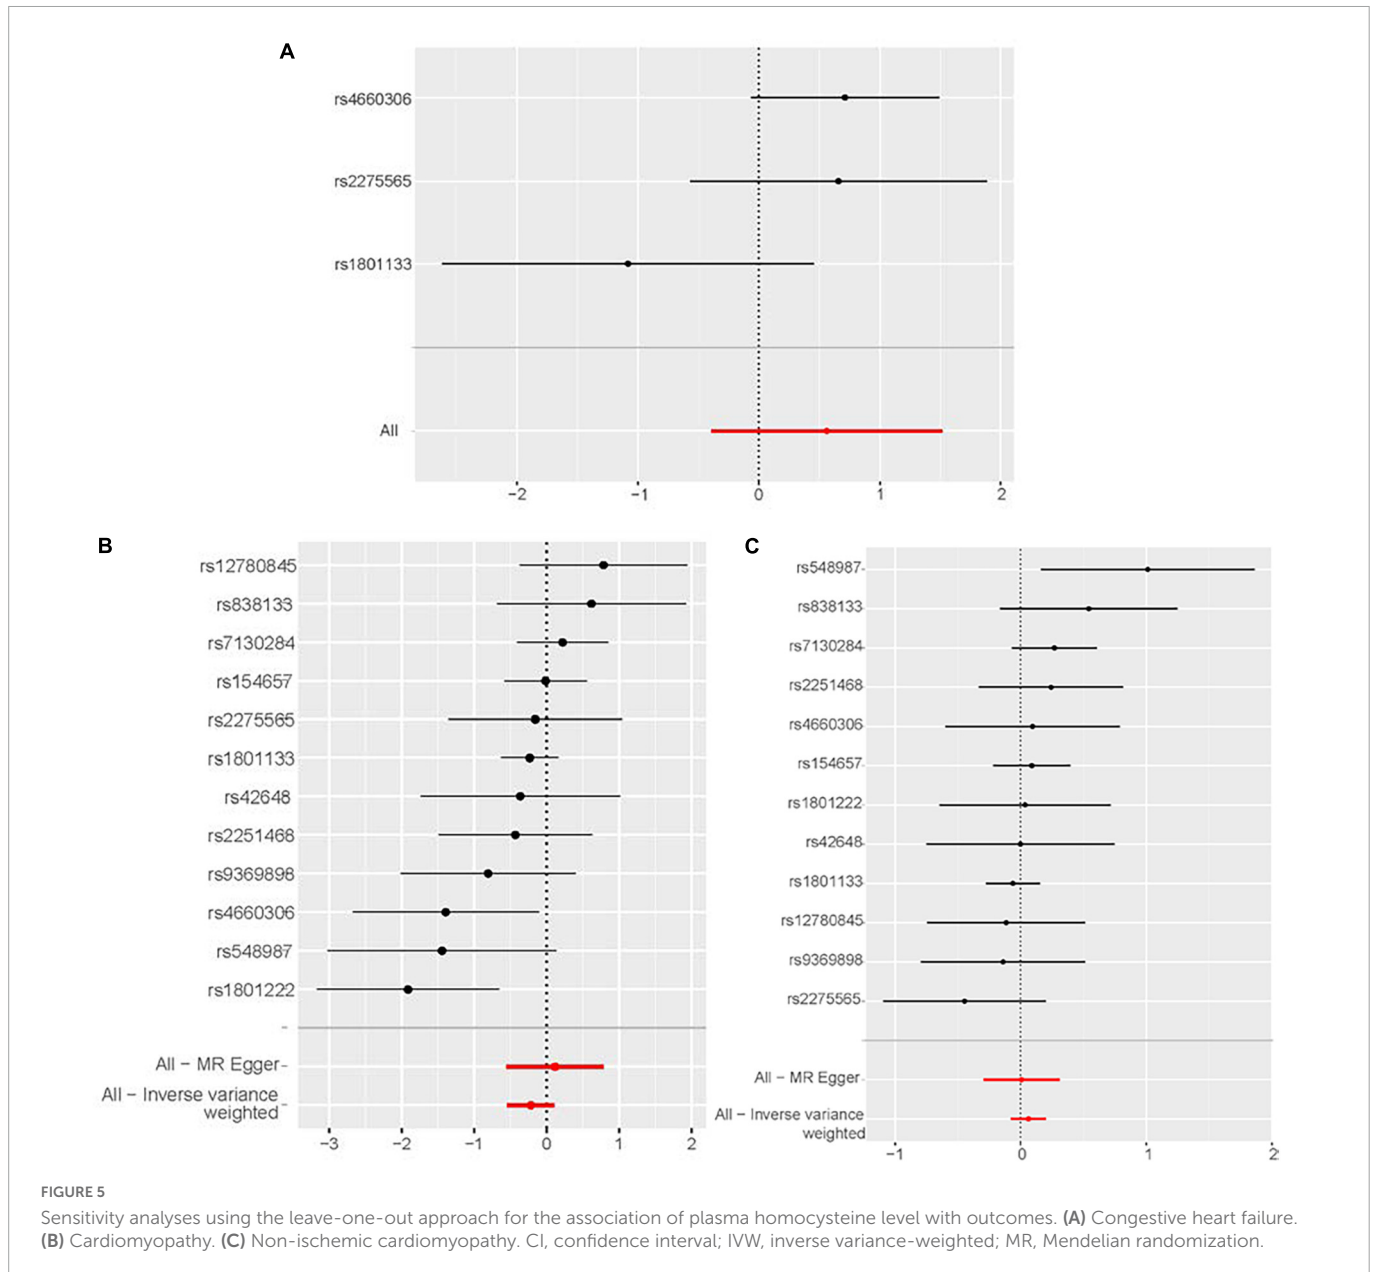 A
rs4660306
rs2275565
rs1801133
All
−2 −1 0 1 2
B
rs12780845
rs838133
rs7130284
rs154657
rs2275565
rs1801133
rs42648
rs2251468
rs9369898
rs4660306
rs548987
rs1801222
All − MR Egger
All − Inverse variance
weighted
−3 −2 −1 0 1 2
C
rs548987
rs838133
rs7130284
rs2251468
rs4660306
rs154657
rs1801222
rs42648
rs1801133
rs12780845
rs9369898
rs2275565
All − MR Egger
All − Inverse variance
weighted
−1 0 1 2
FIGURE 5
Sensitivity analyses using the leave-one-out approach for the association of plasma homocysteine level with outcomes. (A) Congestive heart failure.
(B) Cardiomyopathy. (C) Non-ischemic cardiomyopathy. CI, confidence interval; IVW, inverse variance-weighted; MR, Mendelian randomization.